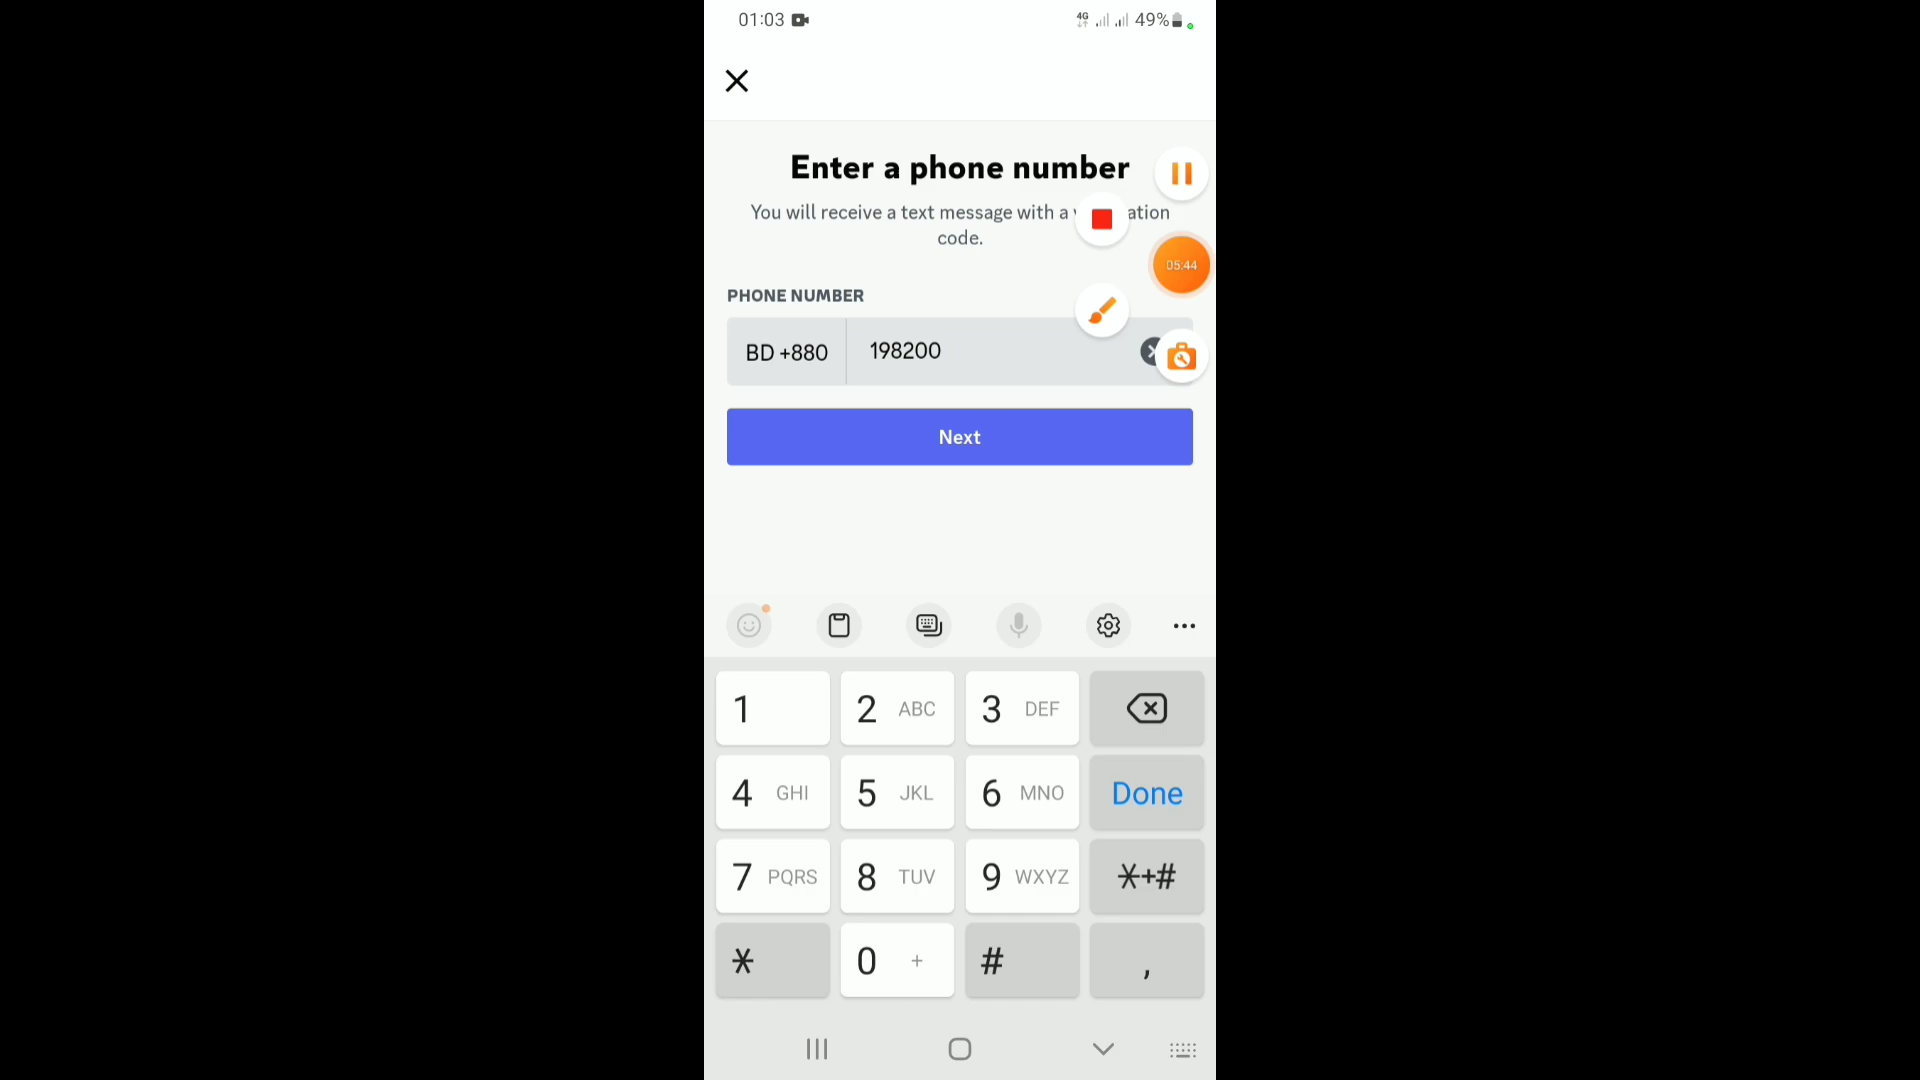 01:03
4G 49%
Enter a phone number
You will receive a text message with a
code.
05:44
PHONE NUMBER
BD +880 198200
Next
1 2 ABC 3 DEF
4 GHI 5 JKL 6 MNO Done
7 PQRS 8 TUV 9 WXYZ *+#
* 0 + # ,